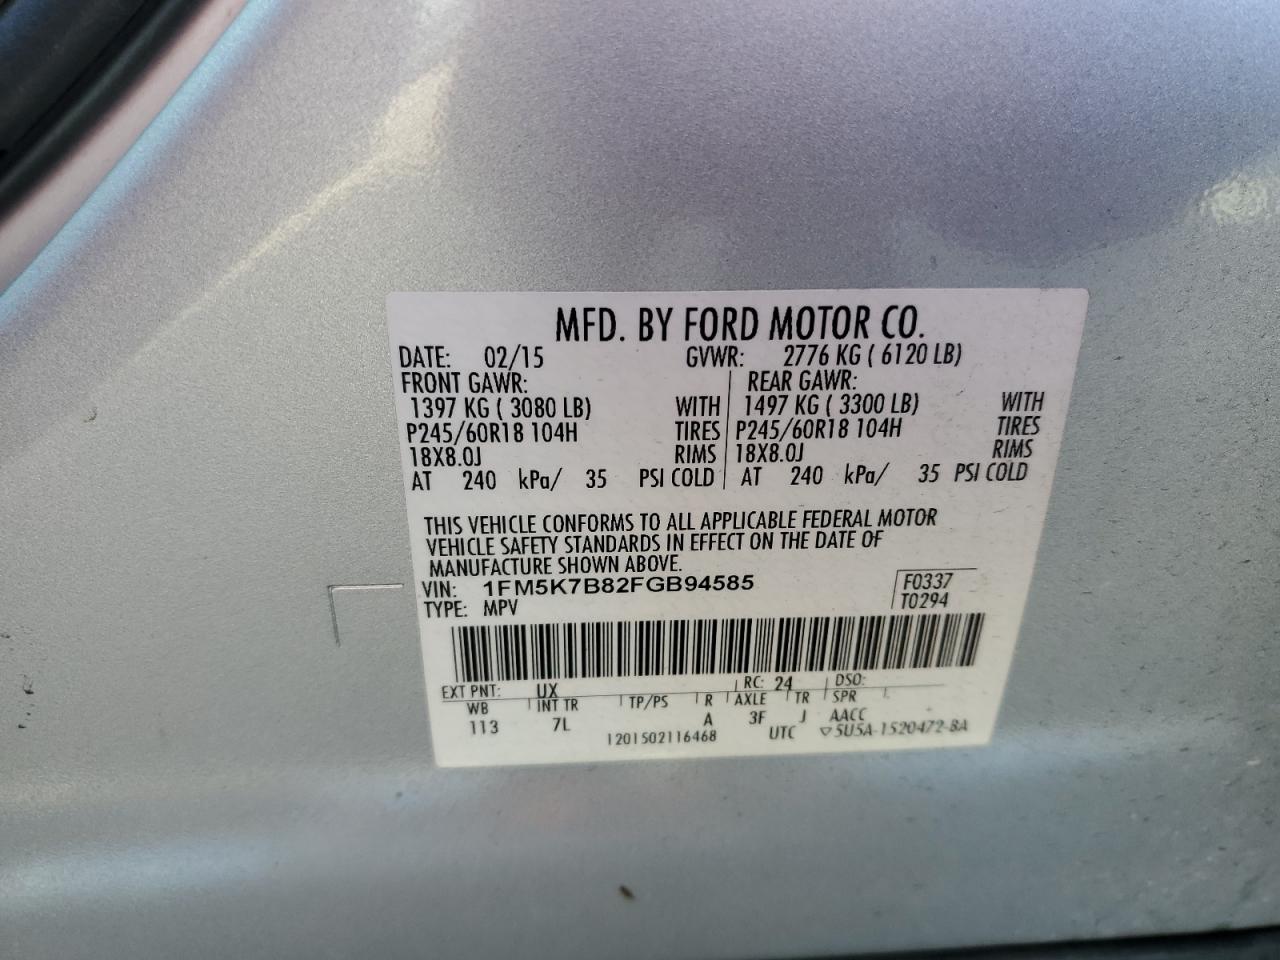 MFD. BY FORD MOTOR CO.
DATE: 02/15 GVWR: 2776 KG ( 6120 LB)
FRONT GAWR: REAR GAWR:
1397 KG ( 3080 LB) WITH 1497 KG ( 3300 LB) WITH
P245/60R18 104H TIRES P245/60R18 104H TIRES
18X8.0J RIMS 18X8.0J RIMS
AT 240 kPa/ 35 PSI COLD AT 240 kPa/ 35 PSI COLD
THIS VEHICLE CONFORMS TO ALL APPLICABLE FEDERAL MOTOR
VEHICLE SAFETY STANDARDS IN EFFECT ON THE DATE OF
MANUFACTURE SHOWN ABOVE.
VIN: 1FM5K7B82FGB94585 F0337
TYPE: MPV T0294
EXT PNT: UX RC: 24 DSO:
WB INT TR TP/PS R AXLE TR SPR
113 7L A 3F J AACC
1201502116468 UTC ▽5U5A-1520472-BA